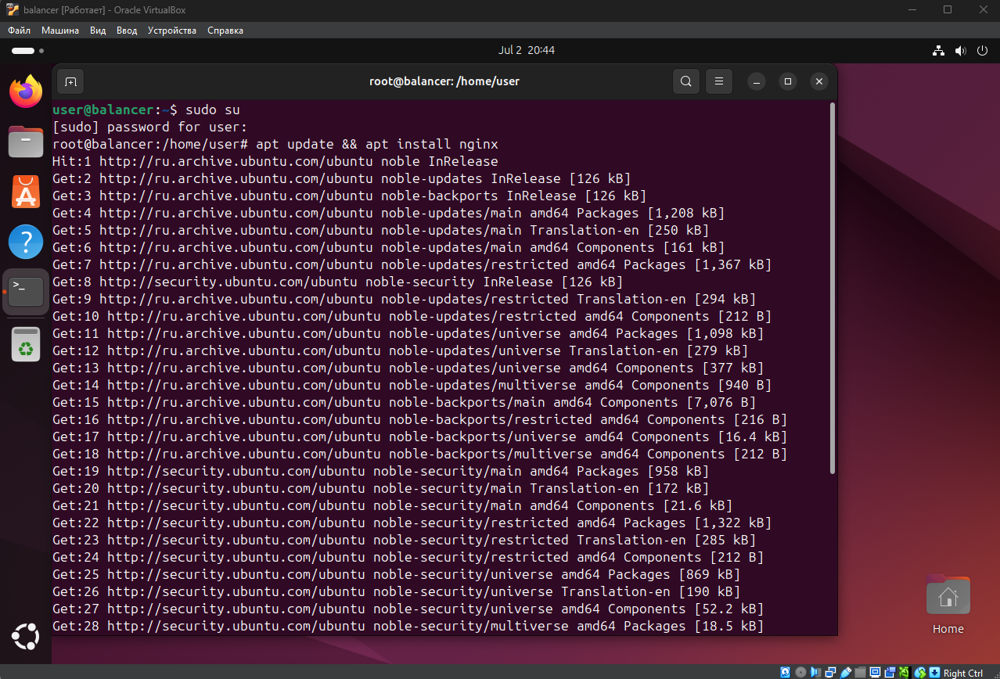 balancer [Работает] - Oracle VirtualBox
Файл Машина Вид Ввод Устройства Справка
Jul 2 20:44
root@balancer: /home/user
user@balancer:~$ sudo su
[sudo] password for user:
root@balancer:/home/user# apt update && apt install nginx
Hit:1 http://ru.archive.ubuntu.com/ubuntu noble InRelease
Get:2 http://ru.archive.ubuntu.com/ubuntu noble-updates InRelease [126 kB]
Get:3 http://ru.archive.ubuntu.com/ubuntu noble-backports InRelease [126 kB]
Get:4 http://ru.archive.ubuntu.com/ubuntu noble-updates/main amd64 Packages [1,208 kB]
Get:5 http://ru.archive.ubuntu.com/ubuntu noble-updates/main Translation-en [250 kB]
Get:6 http://ru.archive.ubuntu.com/ubuntu noble-updates/main amd64 Components [161 kB]
Get:7 http://ru.archive.ubuntu.com/ubuntu noble-updates/restricted amd64 Packages [1,367 kB]
Get:8 http://security.ubuntu.com/ubuntu noble-security InRelease [126 kB]
Get:9 http://ru.archive.ubuntu.com/ubuntu noble-updates/restricted Translation-en [294 kB]
Get:10 http://ru.archive.ubuntu.com/ubuntu noble-updates/restricted amd64 Components [212 B]
Get:11 http://ru.archive.ubuntu.com/ubuntu noble-updates/universe amd64 Packages [1,098 kB]
Get:12 http://ru.archive.ubuntu.com/ubuntu noble-updates/universe Translation-en [279 kB]
Get:13 http://ru.archive.ubuntu.com/ubuntu noble-updates/universe amd64 Components [377 kB]
Get:14 http://ru.archive.ubuntu.com/ubuntu noble-updates/multiverse amd64 Components [940 B]
Get:15 http://ru.archive.ubuntu.com/ubuntu noble-backports/main amd64 Components [7,076 B]
Get:16 http://ru.archive.ubuntu.com/ubuntu noble-backports/restricted amd64 Components [216 B]
Get:17 http://ru.archive.ubuntu.com/ubuntu noble-backports/universe amd64 Components [16.4 kB]
Get:18 http://ru.archive.ubuntu.com/ubuntu noble-backports/multiverse amd64 Components [212 B]
Get:19 http://security.ubuntu.com/ubuntu noble-security/main amd64 Packages [958 kB]
Get:20 http://security.ubuntu.com/ubuntu noble-security/main Translation-en [172 kB]
Get:21 http://security.ubuntu.com/ubuntu noble-security/main amd64 Components [21.6 kB]
Get:22 http://security.ubuntu.com/ubuntu noble-security/restricted amd64 Packages [1,322 kB]
Get:23 http://security.ubuntu.com/ubuntu noble-security/restricted Translation-en [285 kB]
Get:24 http://security.ubuntu.com/ubuntu noble-security/restricted amd64 Components [212 B]
Get:25 http://security.ubuntu.com/ubuntu noble-security/universe amd64 Packages [869 kB]
Get:26 http://security.ubuntu.com/ubuntu noble-security/universe Translation-en [190 kB]
Get:27 http://security.ubuntu.com/ubuntu noble-security/universe amd64 Components [52.2 kB]
Get:28 http://security.ubuntu.com/ubuntu noble-security/multiverse amd64 Packages [18.5 kB]
Home
Right Ctrl